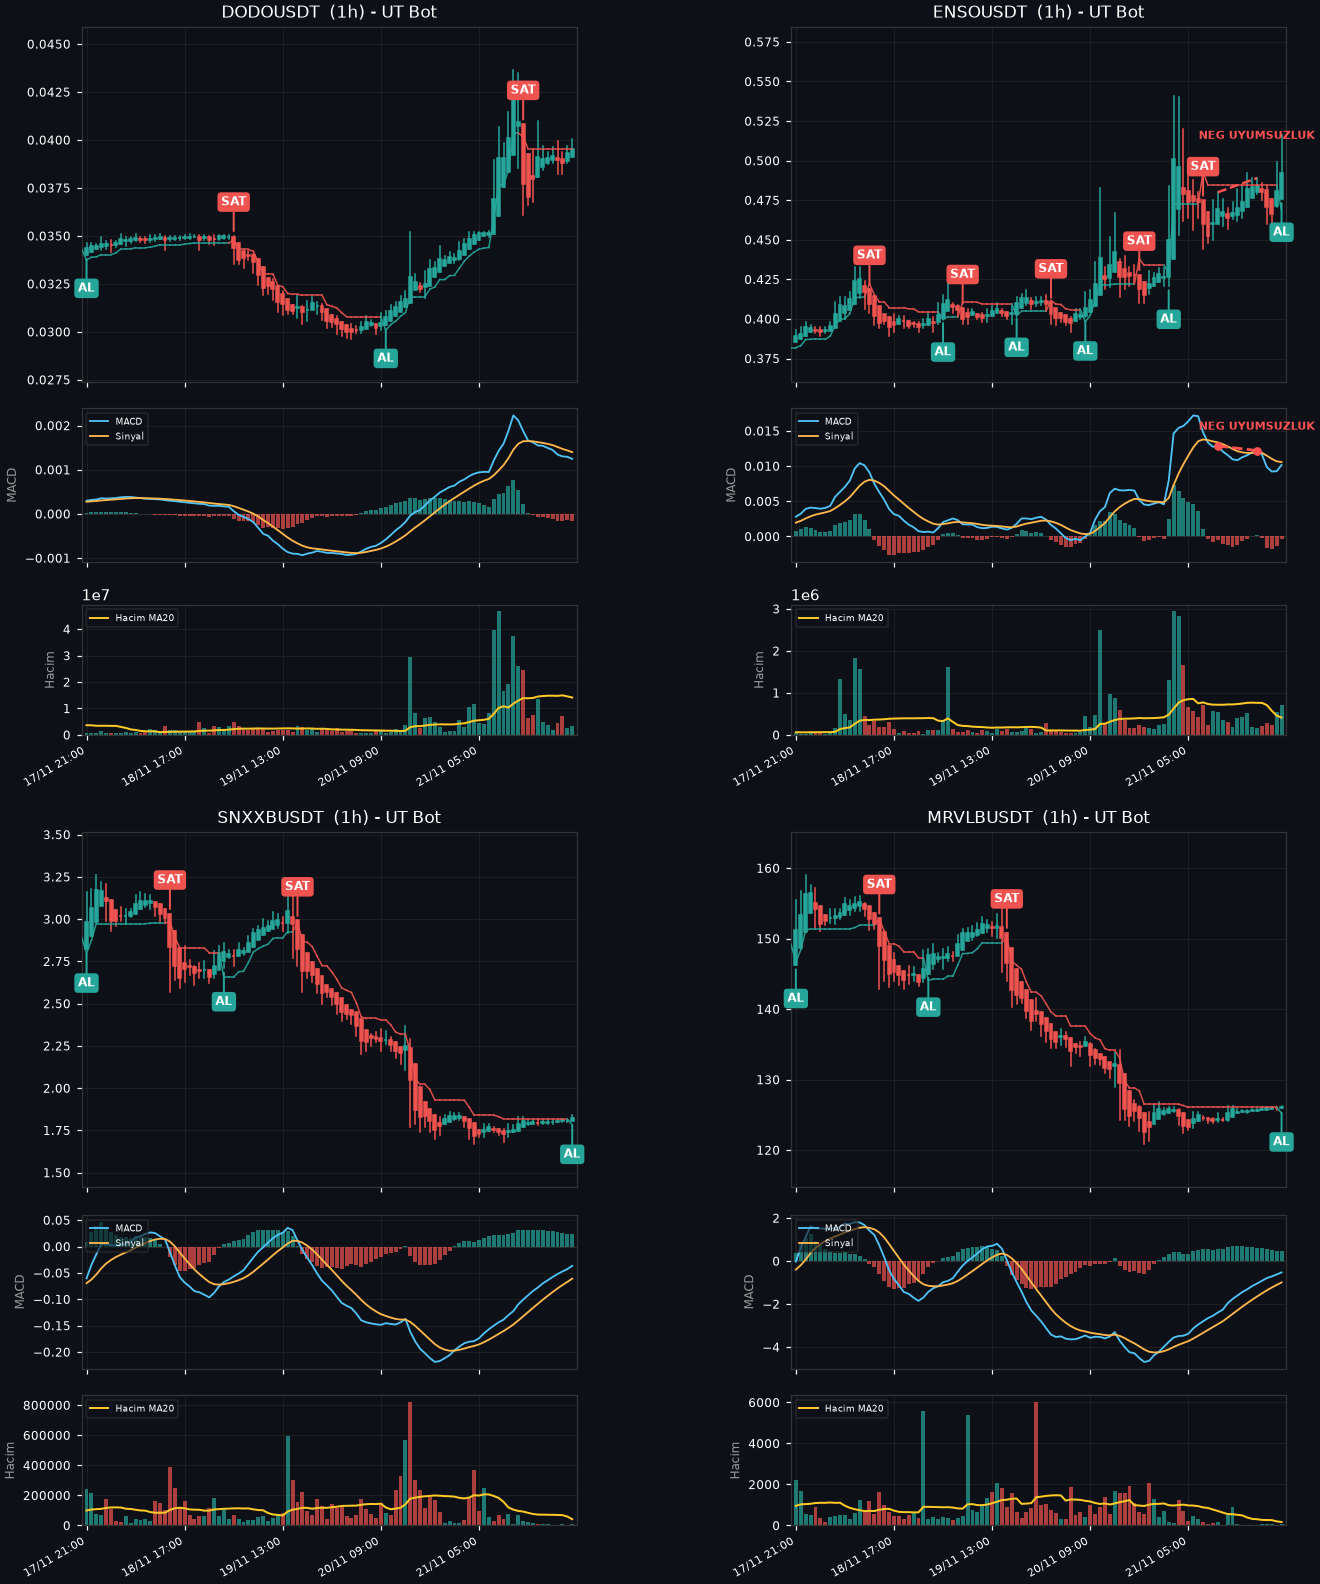 DODOUSDT (1h) - UT Bot
0.0450
0.0425
0.0400
0.0375
0.0350
0.0325
0.0300
0.0275
AL
SAT
AL
SAT
MACD
0.002
0.001
0.000
−0.001
MACD
Sinyal
1e7
Hacim
4
3
2
1
0
Hacim MA20
17/11 21:00
18/11 17:00
19/11 13:00
20/11 09:00
21/11 05:00
ENSOUSDT (1h) - UT Bot
0.575
0.550
0.525
0.500
0.475
0.450
0.425
0.400
0.375
SAT
AL
SAT
AL
SAT
AL
SAT
AL
SAT
NEG UYUMSUZLUK
AL
MACD
0.015
0.010
0.005
0.000
MACD
Sinyal
NEG UYUMSUZLUK
1e6
Hacim
3
2
1
0
Hacim MA20
17/11 21:00
18/11 17:00
19/11 13:00
20/11 09:00
21/11 05:00
SNXXBUSDT (1h) - UT Bot
3.50
3.25
3.00
2.75
2.50
2.25
2.00
1.75
1.50
AL
SAT
AL
SAT
AL
MACD
0.05
0.00
−0.05
−0.10
−0.15
−0.20
MACD
Sinyal
Hacim
800000
600000
400000
200000
0
Hacim MA20
17/11 21:00
18/11 17:00
19/11 13:00
20/11 09:00
21/11 05:00
MRVLBUSDT (1h) - UT Bot
160
150
140
130
120
AL
SAT
AL
SAT
AL
MACD
2
0
−2
−4
MACD
Sinyal
Hacim
6000
4000
2000
0
Hacim MA20
17/11 21:00
18/11 17:00
19/11 13:00
20/11 09:00
21/11 05:00